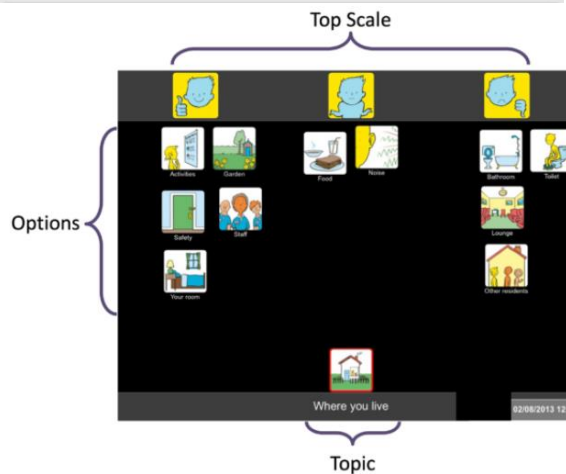 Top Scale
Options
Activities
Garden
Food
Noise
Bathroom
Toilet
Safety
Staff
Lounge
Your room
Other residents
Where you live
02/08/2013 12
Topic